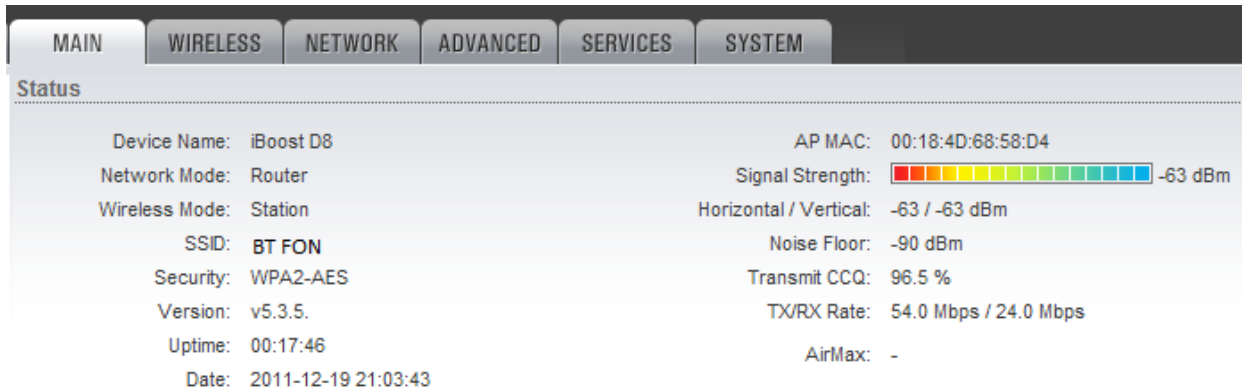 MAIN WIRELESS NETWORK ADVANCED SERVICES SYSTEM
Status
Device Name: iBoost D8
Network Mode: Router
Wireless Mode: Station
SSID: BT FON
Security: WPA2-AES
Version: v5.3.5.
Uptime: 00:17:46
Date: 2011-12-19 21:03:43
AP MAC: 00:18:4D:68:58:D4
Signal Strength: -63 dBm
Horizontal / Vertical: -63 / -63 dBm
Noise Floor: -90 dBm
Transmit CCQ: 96.5 %
TX/RX Rate: 54.0 Mbps / 24.0 Mbps
AirMax: -